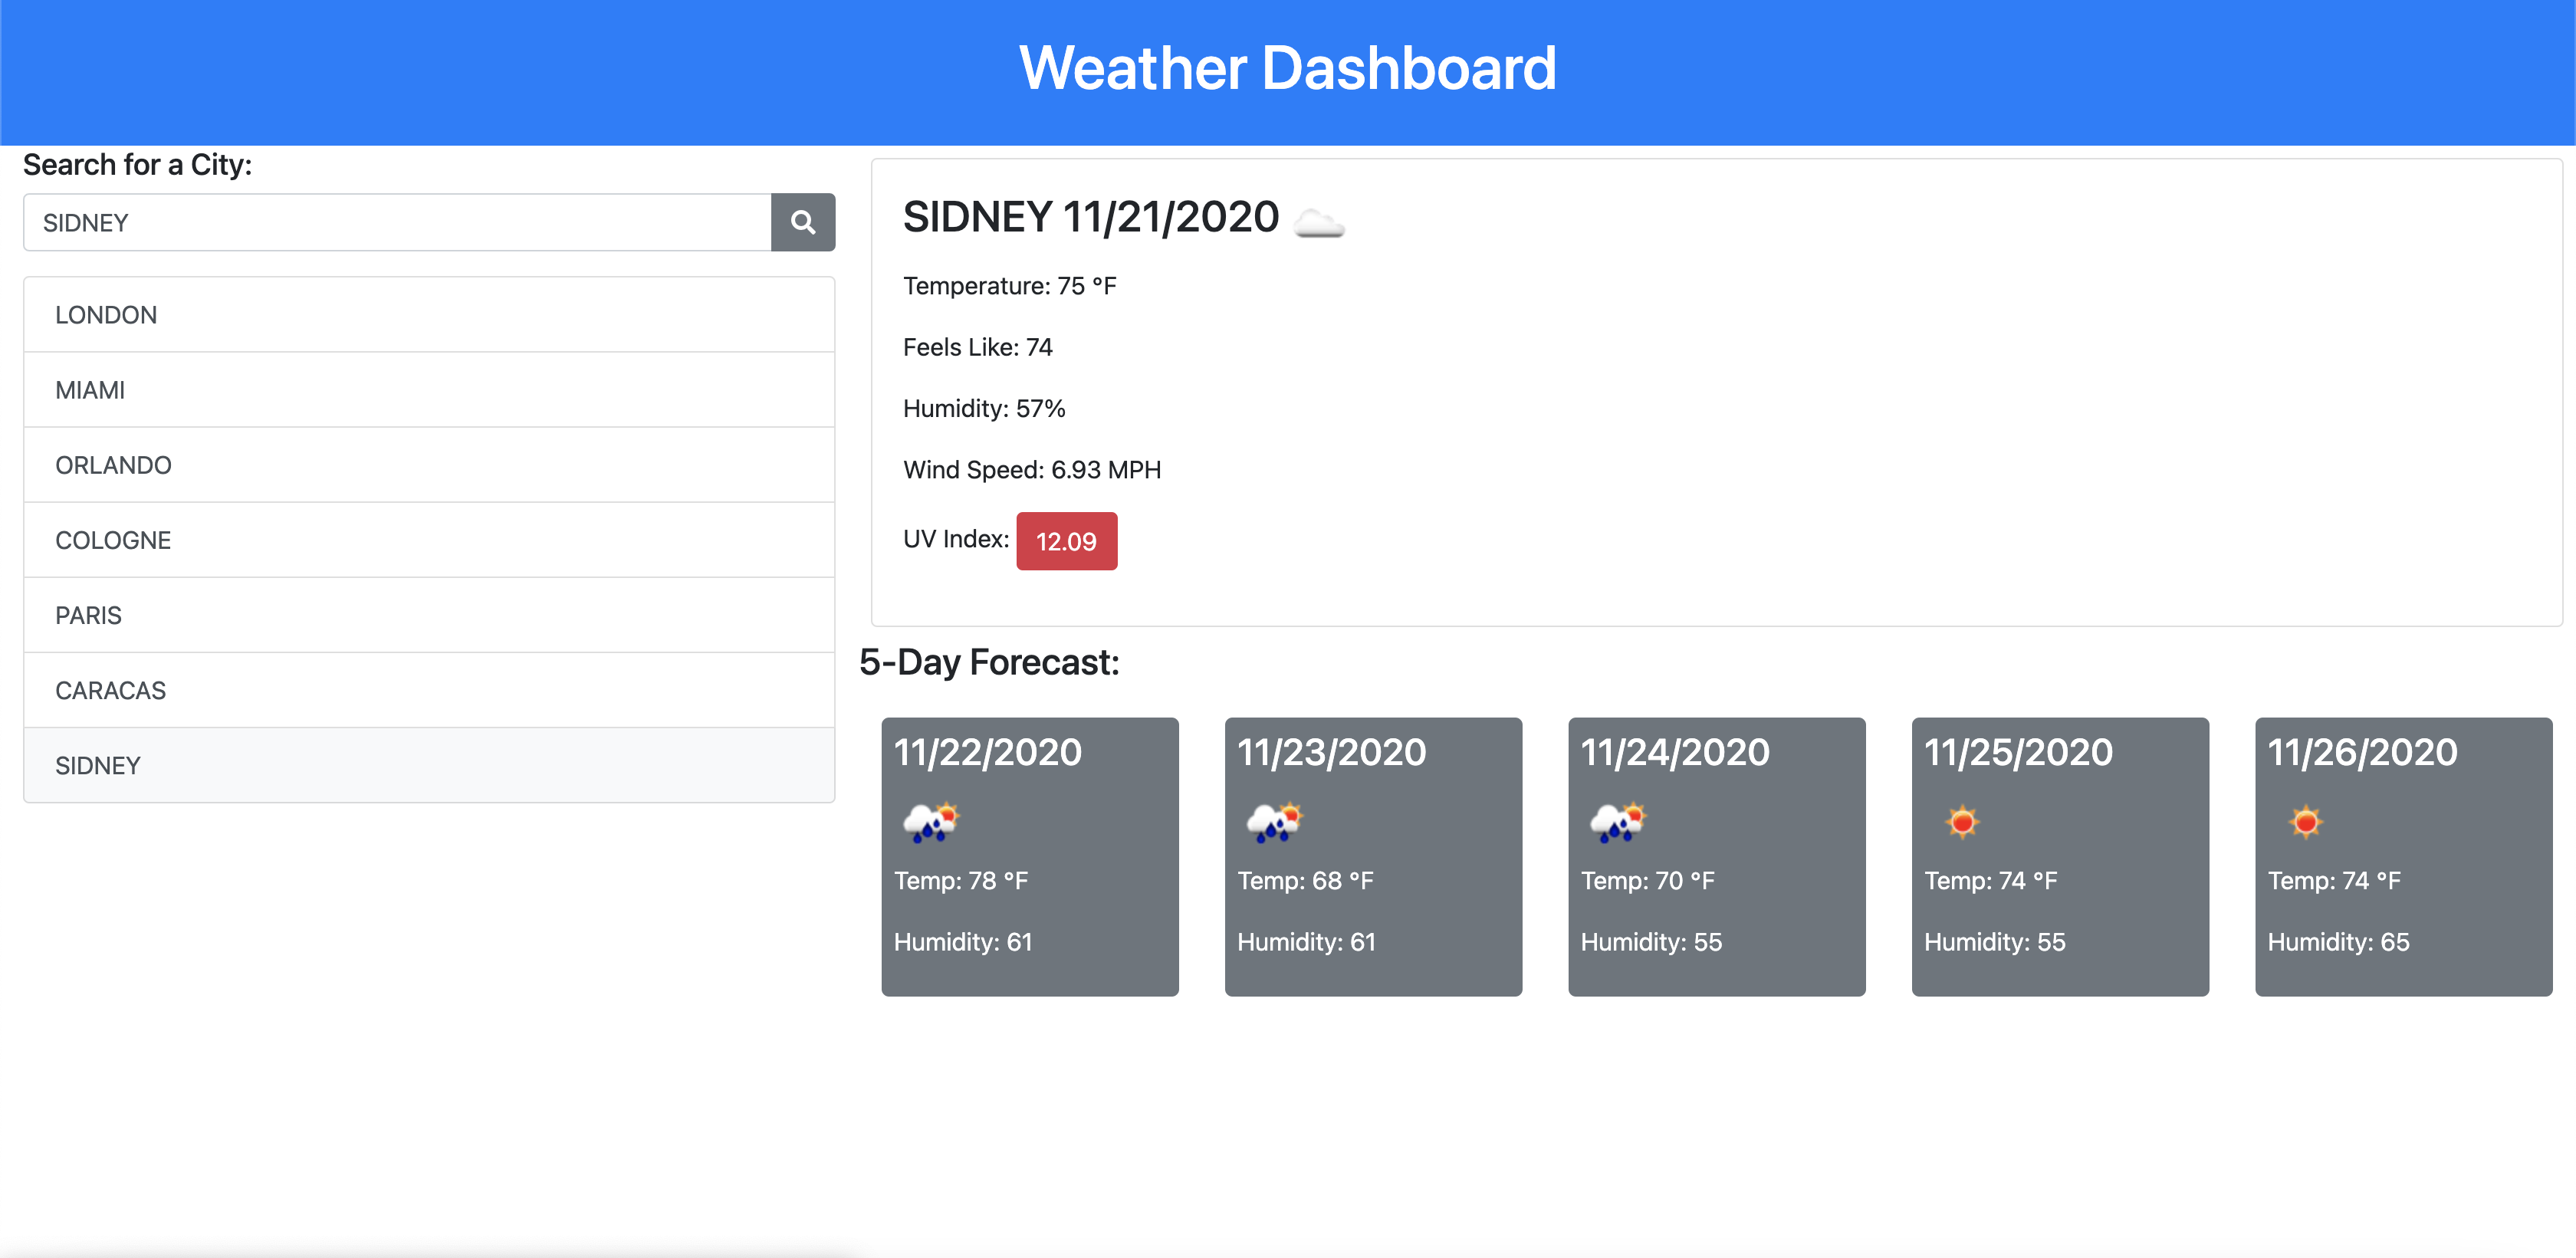 Weather Dashboard
Search for a City:
SIDNEY
LONDON
MIAMI
ORLANDO
COLOGNE
PARIS
CARACAS
SIDNEY
SIDNEY 11/21/2020
Temperature: 75 °F
Feels Like: 74
Humidity: 57%
Wind Speed: 6.93 MPH
UV Index: 12.09
5-Day Forecast:
11/22/2020
Temp: 78 °F
Humidity: 61
11/23/2020
Temp: 68 °F
Humidity: 61
11/24/2020
Temp: 70 °F
Humidity: 55
11/25/2020
Temp: 74 °F
Humidity: 55
11/26/2020
Temp: 74 °F
Humidity: 65